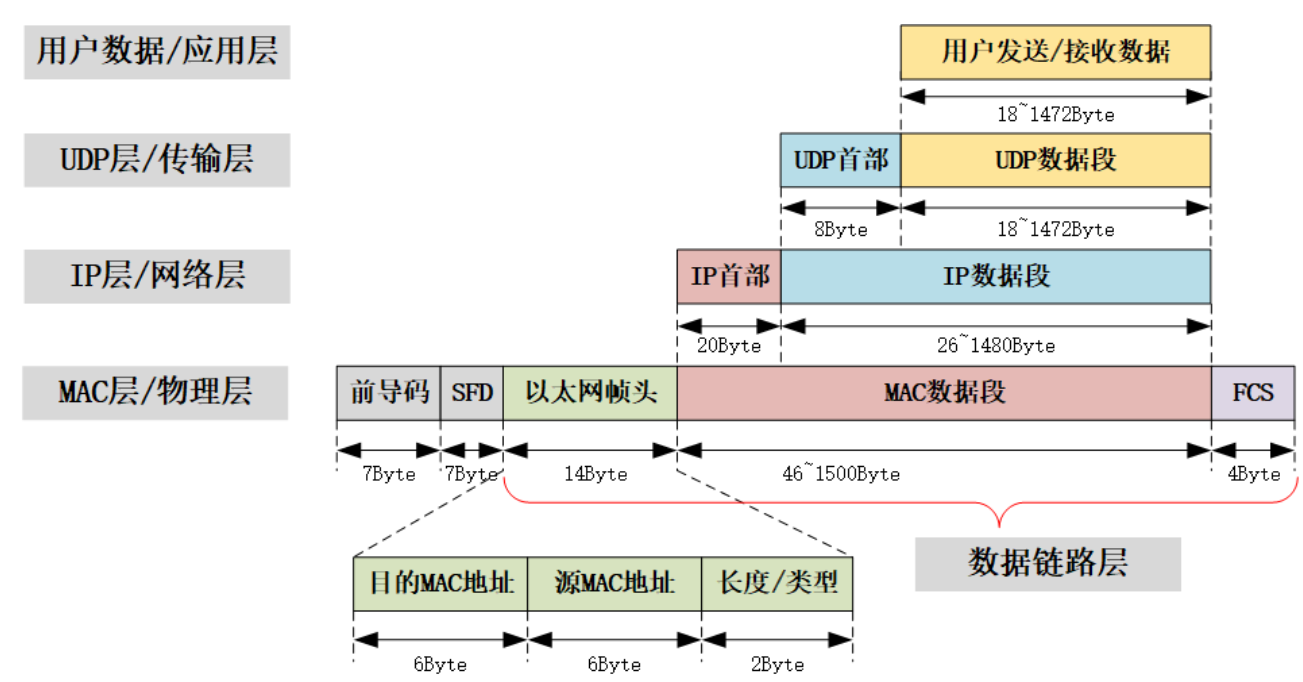 用户数据/应用层
用户发送/接收数据
18~1472Byte
UDP层/传输层
UDP首部
UDP数据段
8Byte
18~1472Byte
IP层/网络层
IP首部
IP数据段
20Byte
26~1480Byte
MAC层/物理层
前导码
SFD
以太网帧头
MAC数据段
FCS
7Byte
7Byte
14Byte
46~1500Byte
4Byte
数据链路层
目的MAC地址
源MAC地址
长度/类型
6Byte
6Byte
2Byte